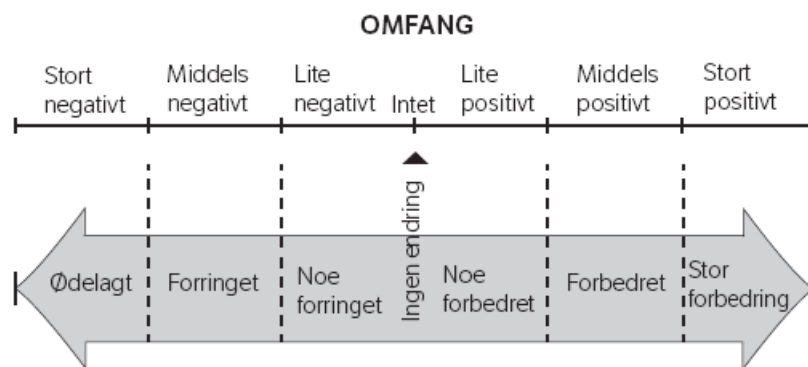 OMFANG
Stort
negativt
Middels
negativt
Lite
negativt
Intet
Lite
positivt
Middels
positivt
Stort
positivt
Ødelagt
Forringet
Noe
forringet
Ingen endring
Noe
forbedret
Forbedret
Stor
forbedring